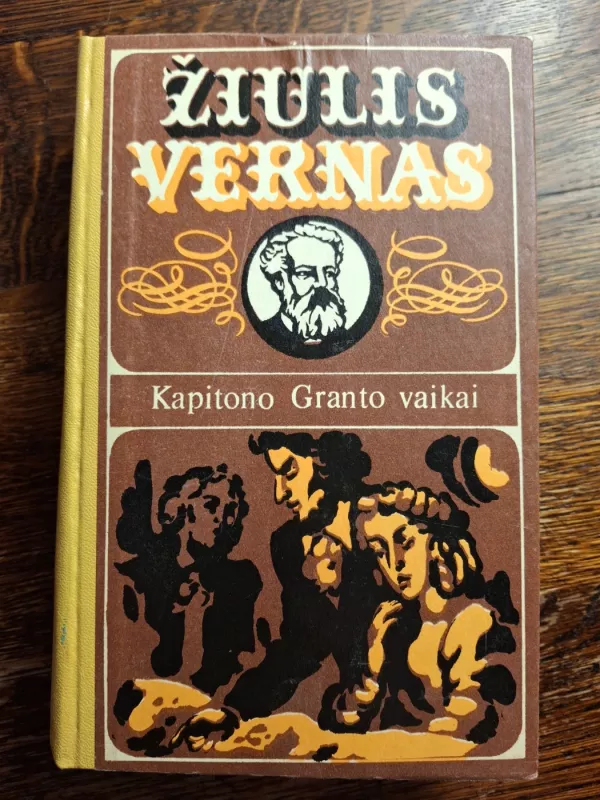 ŽIULIS
VERNAS
Kapitono Granto vaikai